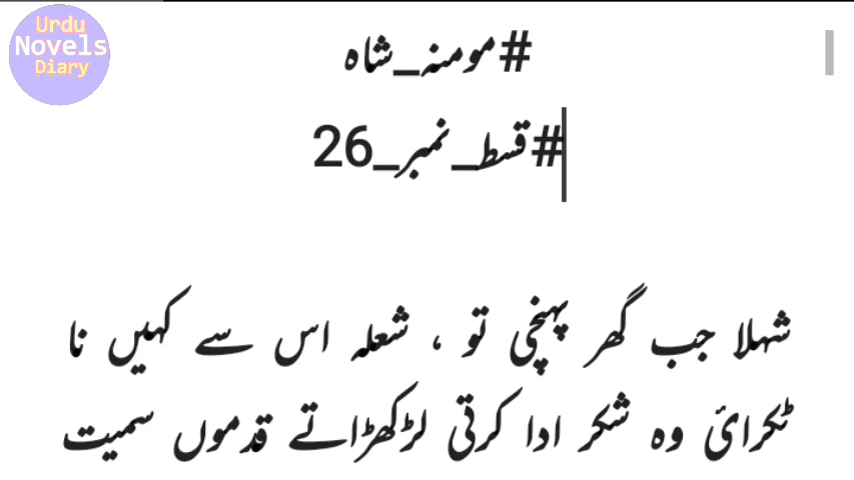 Urdu
Novels
Diary
#مومنہ_شاہ
#قسط_نمبر_26
شہلا جب گھر پہنچی تو ، شعلہ اس سے کہیں نا
ٹکرائ وہ شکر ادا کرتی لڑکھڑاتے قدموں سمیت